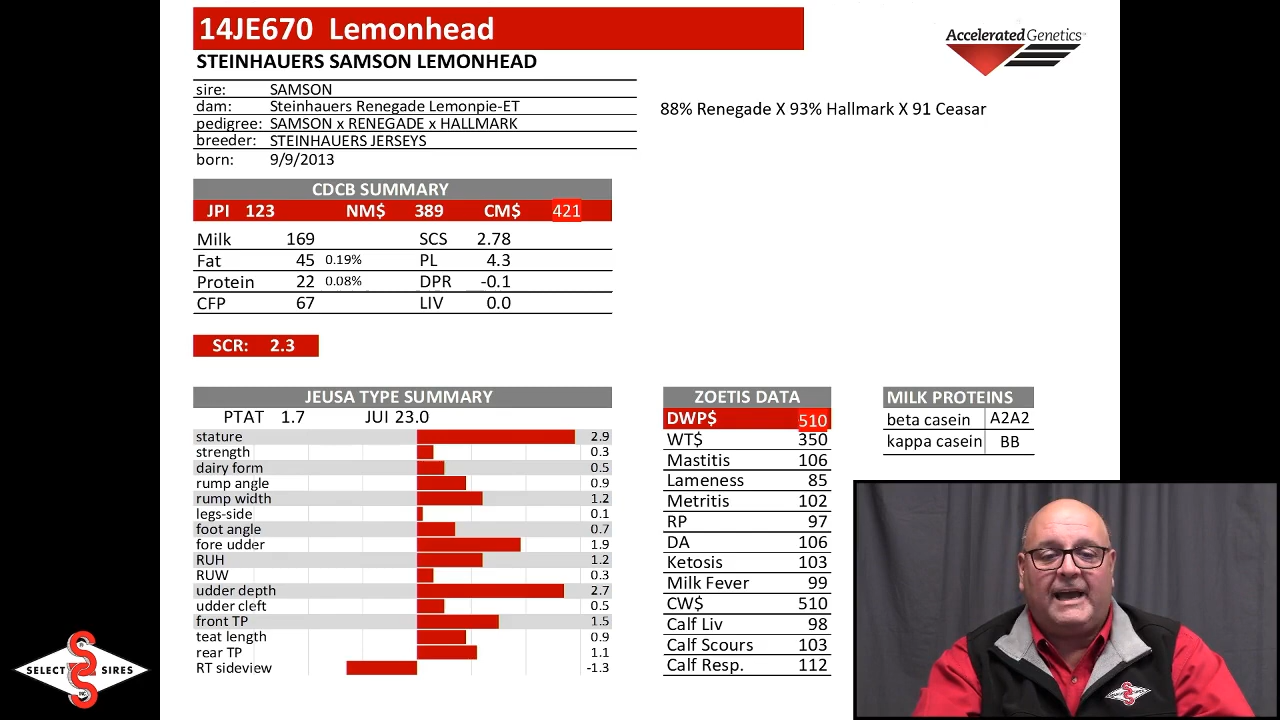 14JE670 Lemonhead
Accelerated Genetics
STEINHAUERS SAMSON LEMONHEAD
sire: SAMSON
dam: Steinhauers Renegade Lemonpie-ET
88% Renegade X 93% Hallmark X 91 Ceasar
pedigree: SAMSON x RENEGADE x HALLMARK
breeder: STEINHAUERS JERSEYS
born: 9/9/2013
CDCB SUMMARY
JPI 123 NM$ 389 CM$ 421
Milk 169 SCS 2.78
Fat 45 0.19% PL 4.3
Protein 22 0.08% DPR -0.1
CFP 67 LIV 0.0
SCR: 2.3
JEUSA TYPE SUMMARY
PTAT 1.7 JUI 23.0
stature 2.9
strength 0.3
dairy form 0.5
rump angle 0.9
rump width 1.2
legs-side 0.1
foot angle 0.7
fore udder 1.9
RUH 1.2
RUW 0.3
udder depth 2.7
udder cleft 0.5
front TP 1.5
teat length 0.9
rear TP 1.1
RT sideview -1.3
ZOETIS DATA
DWP$ 510
WT$ 350
Mastitis 106
Lameness 85
Metritis 102
RP 97
DA 106
Ketosis 103
Milk Fever 99
CW$ 510
Calf Liv 98
Calf Scours 103
Calf Resp. 112
MILK PROTEINS
beta casein A2A2
kappa casein BB
SELECT SIRES